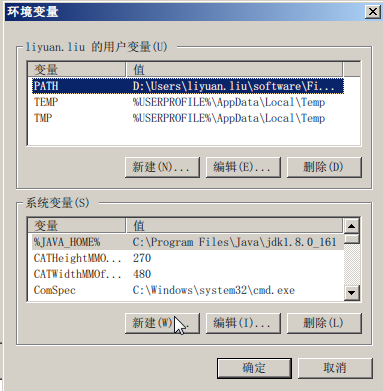 环境变量
liyuan.liu 的用户变量(U)
变量 值
PATH D:\Users\liyuan.liu\software\Fi...
TEMP %USERPROFILE%\AppData\Local\Temp
TMP %USERPROFILE%\AppData\Local\Temp
新建(N)... 编辑(E)... 删除(D)
系统变量(S)
变量 值
%JAVA_HOME% C:\Program Files\Java\jdk1.8.0_161
CATHeightMMO... 270
CATWidthMMOf... 480
ComSpec C:\Windows\system32\cmd.exe
新建(W)... 编辑(I)... 删除(L)
确定 取消